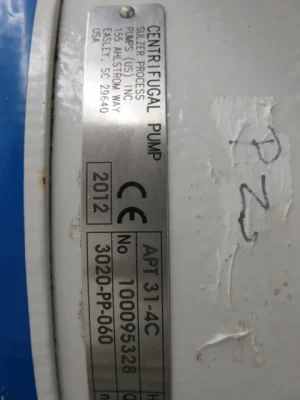 CENTRIFUGAL PUMP
SULZER PROCESS
PUMPS (US) INC
155 AHLSTROM WAY
EASLEY, SC 29640
USA
CE
2012
APT 31-4C
No 100095328
3020-PP-060
H
Q
n